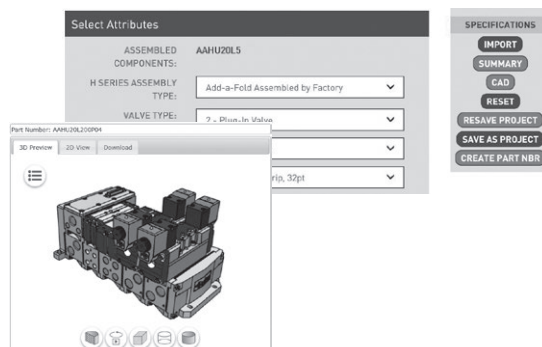 Select Attributes
ASSEMBLED
COMPONENTS:
AAHU20L5
H SERIES ASSEMBLY
TYPE:
Add-a-Fold Assembled by Factory
VALVE TYPE:
2 - Plug-In Valve
rip, 32pt
Part Number: AAHU20L200P04
3D Preview
2D View
Download
SPECIFICATIONS
IMPORT
SUMMARY
CAD
RESET
RESAVE PROJECT
SAVE AS PROJECT
CREATE PART NBR